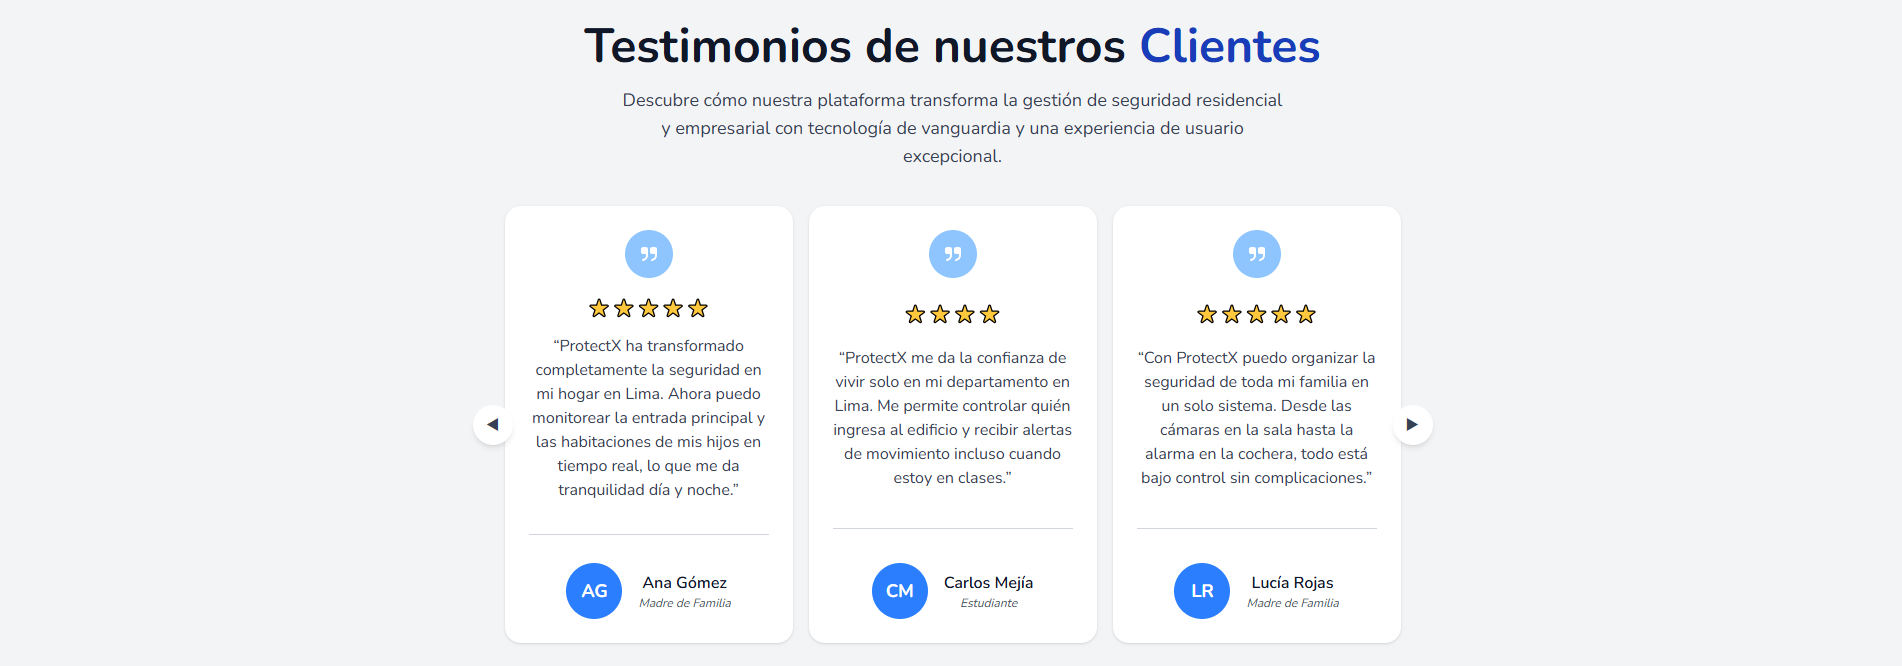 Testimonios de nuestros Clientes
Descubre cómo nuestra plataforma transforma la gestión de seguridad residencial
y empresarial con tecnología de vanguardia y una experiencia de usuario
excepcional.
“ProtectX ha transformado
completamente la seguridad en
mi hogar en Lima. Ahora puedo
monitorear la entrada principal y
las habitaciones de mis hijos en
tiempo real, lo que me da
tranquilidad día y noche.”
AG
Ana Gómez
Madre de Familia
“ProtectX me da la confianza de
vivir solo en mi departamento en
Lima. Me permite controlar quién
ingresa al edificio y recibir alertas
de movimiento incluso cuando
estoy en clases.”
CM
Carlos Mejía
Estudiante
“Con ProtectX puedo organizar la
seguridad de toda mi familia en
un solo sistema. Desde las
cámaras en la sala hasta la
alarma en la cochera, todo está
bajo control sin complicaciones.”
LR
Lucía Rojas
Madre de Familia